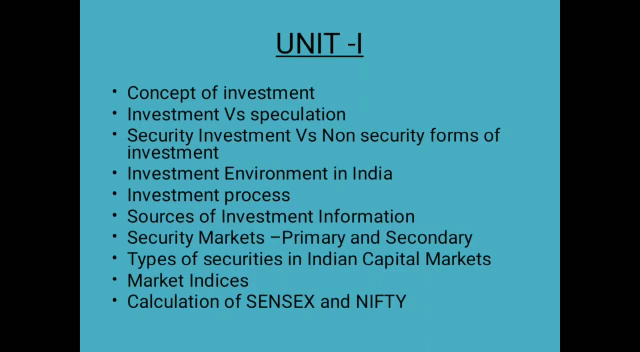 UNIT -I
• Concept of investment
• Investment Vs speculation
• Security Investment Vs Non security forms of
investment
• Investment Environment in India
• Investment process
• Sources of Investment Information
• Security Markets –Primary and Secondary
• Types of securities in Indian Capital Markets
• Market Indices
• Calculation of SENSEX and NIFTY